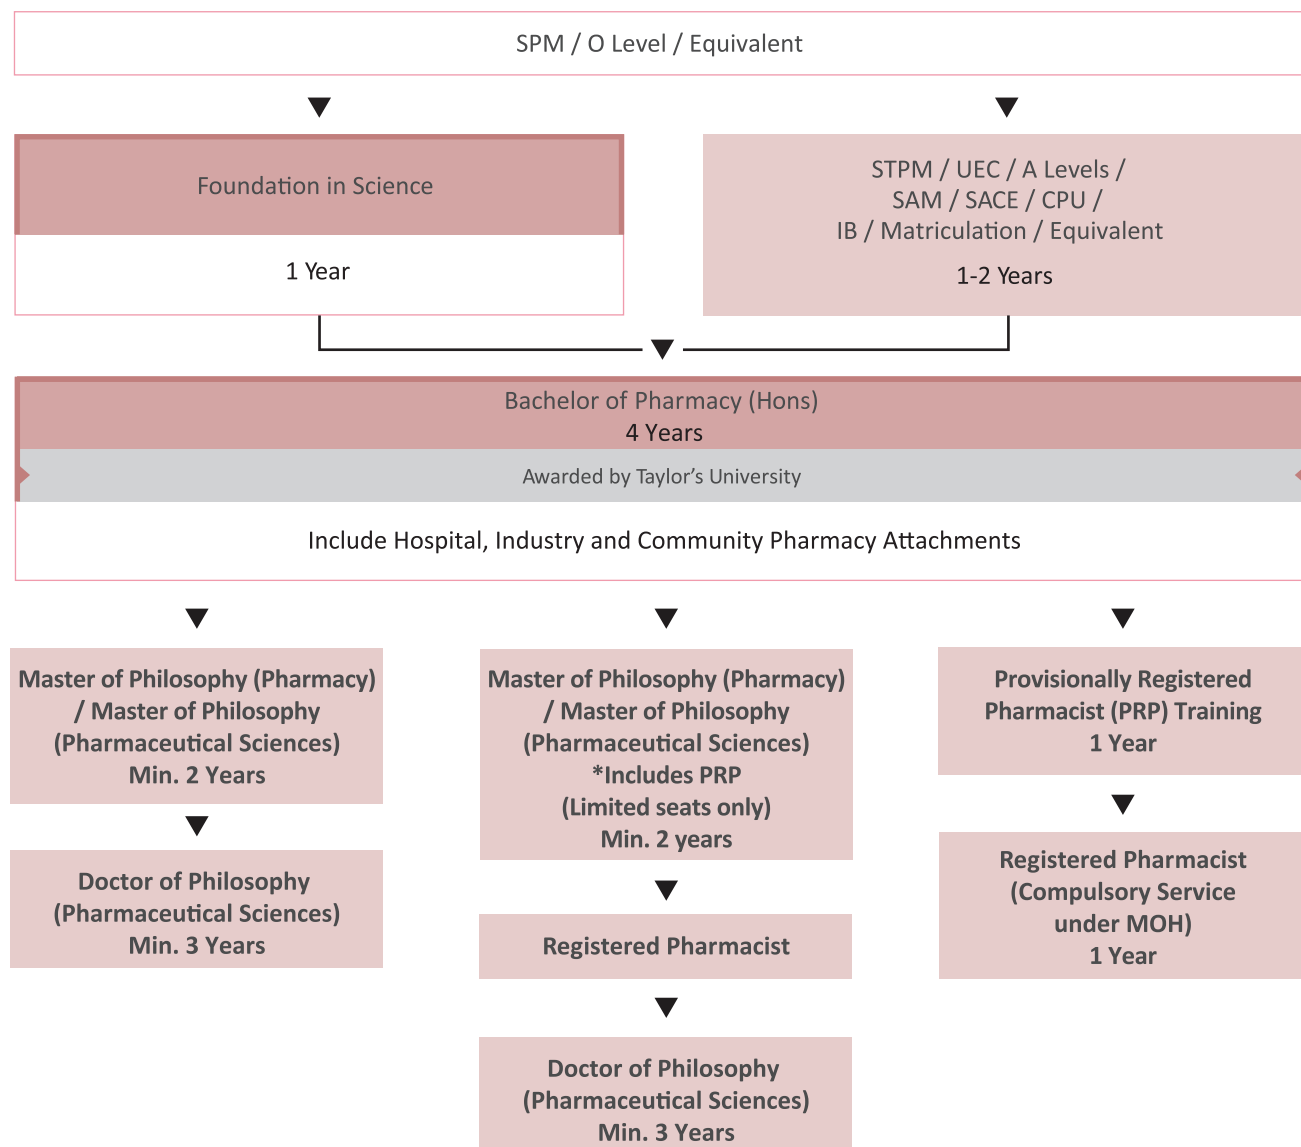 SPM / O Level / Equivalent
Foundation in Science
1 Year
STPM / UEC / A Levels /
SAM / SACE / CPU /
IB / Matriculation / Equivalent
1-2 Years
Bachelor of Pharmacy (Hons)
4 Years
Awarded by Taylor’s University
Include Hospital, Industry and Community Pharmacy Attachments
Master of Philosophy (Pharmacy)
/ Master of Philosophy
(Pharmaceutical Sciences)
Min. 2 Years
Doctor of Philosophy
(Pharmaceutical Sciences)
Min. 3 Years
Master of Philosophy (Pharmacy)
/ Master of Philosophy
(Pharmaceutical Sciences)
*Includes PRP
(Limited seats only)
Min. 2 years
Registered Pharmacist
Doctor of Philosophy
(Pharmaceutical Sciences)
Min. 3 Years
Provisionally Registered
Pharmacist (PRP) Training
1 Year
Registered Pharmacist
(Compulsory Service
under MOH)
1 Year